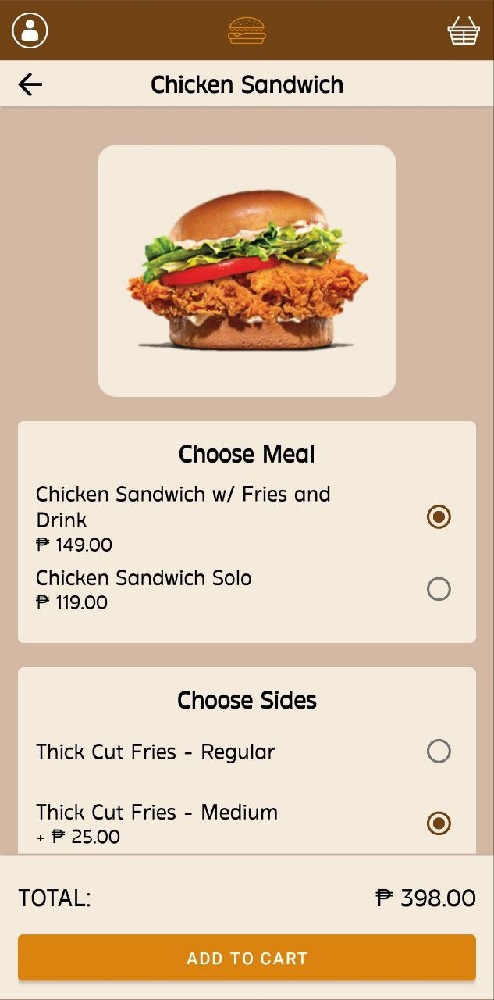 Chicken Sandwich
Choose Meal
Chicken Sandwich w/ Fries and
Drink
₱ 149.00
Chicken Sandwich Solo
₱ 119.00
Choose Sides
Thick Cut Fries - Regular
Thick Cut Fries - Medium
+ ₱ 25.00
TOTAL: ₱ 398.00
ADD TO CART